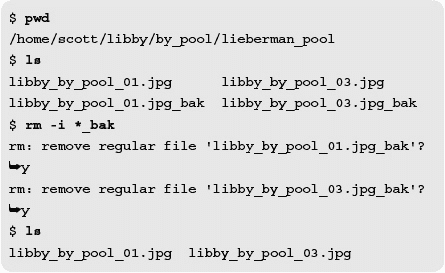 $ pwd
/home/scott/libby/by_pool/lieberman_pool
$ ls
libby_by_pool_01.jpg libby_by_pool_03.jpg
libby_by_pool_01.jpg_bak libby_by_pool_03.jpg_bak
$ rm -i *_bak
rm: remove regular file 'libby_by_pool_01.jpg_bak'?
➥y
rm: remove regular file 'libby_by_pool_03.jpg_bak'?
➥y
$ ls
libby_by_pool_01.jpg libby_by_pool_03.jpg